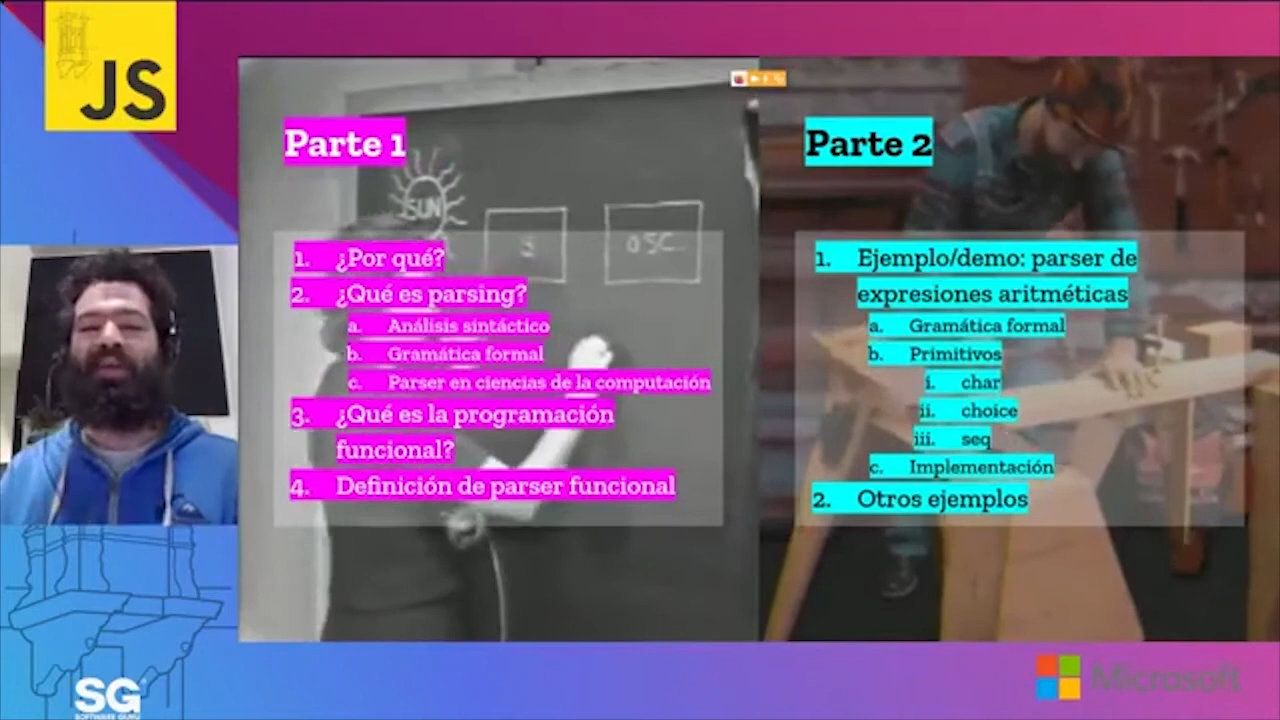 JS
SUN
S
OSC.
Parte 1
1. ¿Por qué?
2. ¿Qué es parsing?
a. Análisis sintáctico
b. Gramática formal
c. Parser en ciencias de la computación
3. ¿Qué es la programación
funcional?
4. Definición de parser funcional
Parte 2
1. Ejemplo/demo: parser de
expresiones aritméticas
a. Gramática formal
b. Primitivos
i. char
ii. choice
iii. seq
c. Implementación
2. Otros ejemplos
SG
SOFTWARE GURU
Microsoft